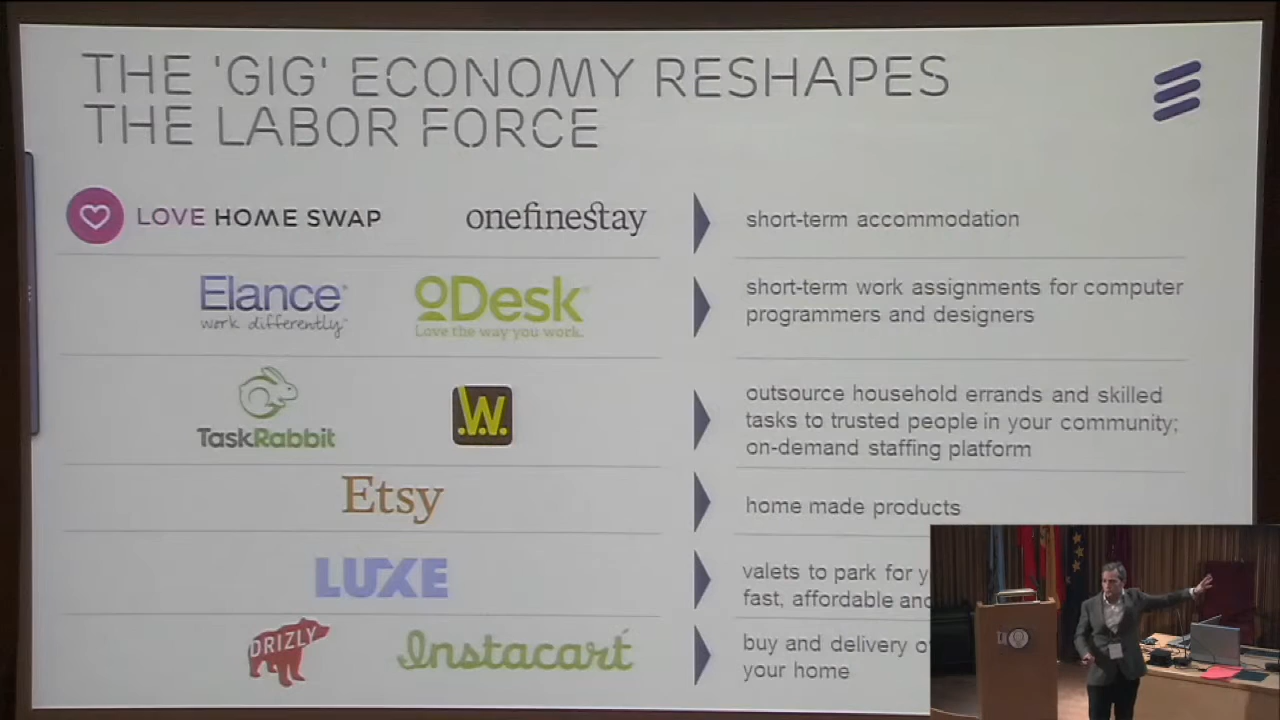 THE 'GIG' ECONOMY RESHAPES
THE LABOR FORCE
LOVE HOME SWAP
onefinestay
short-term accommodation
Elance
work differently
oDesk
Love the way you work.
short-term work assignments for computer
programmers and designers
TaskRabbit
.W.
outsource household errands and skilled
tasks to trusted people in your community;
on-demand staffing platform
Etsy
home made products
LUXE
valets to park for y
fast, affordable and
DRIZLY
Instacart
buy and delivery o
your home